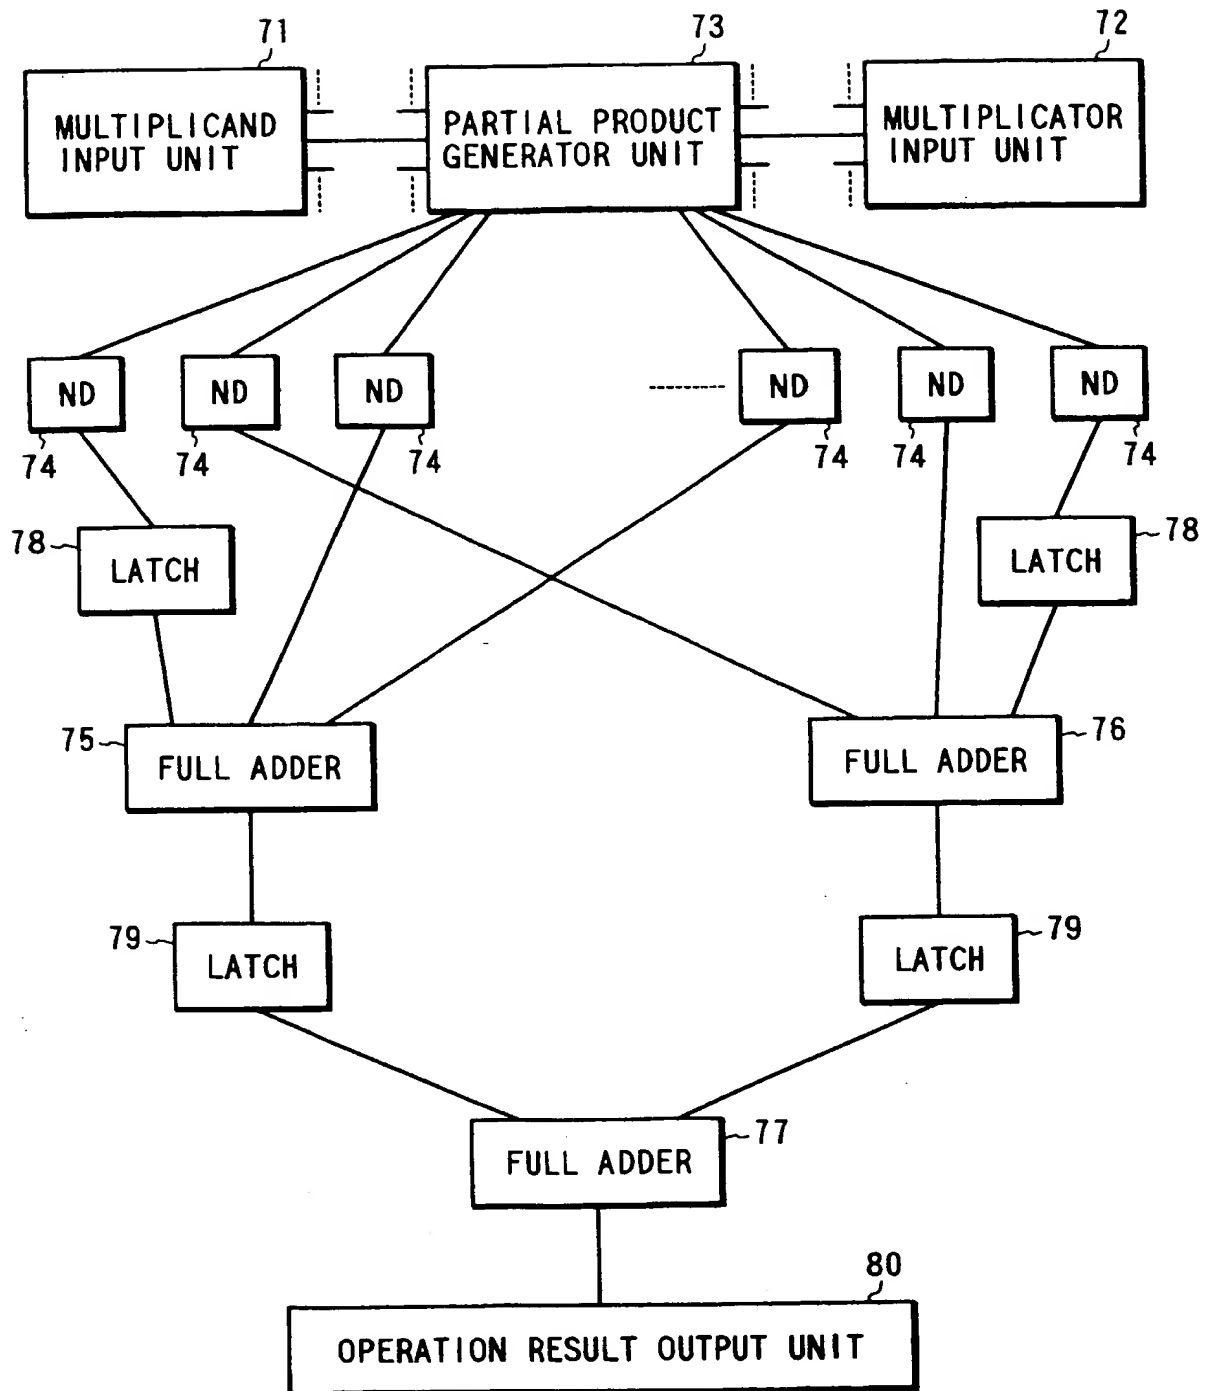 71
73
72
MULTIPLICAND
INPUT UNIT
PARTIAL PRODUCT
GENERATOR UNIT
MULTIPLICATOR
INPUT UNIT
ND
ND
ND
ND
ND
ND
74
74
74
74
74
74
78
LATCH
LATCH
78
75
FULL ADDER
FULL ADDER
76
79
LATCH
LATCH
79
FULL ADDER
77
80
OPERATION RESULT OUTPUT UNIT